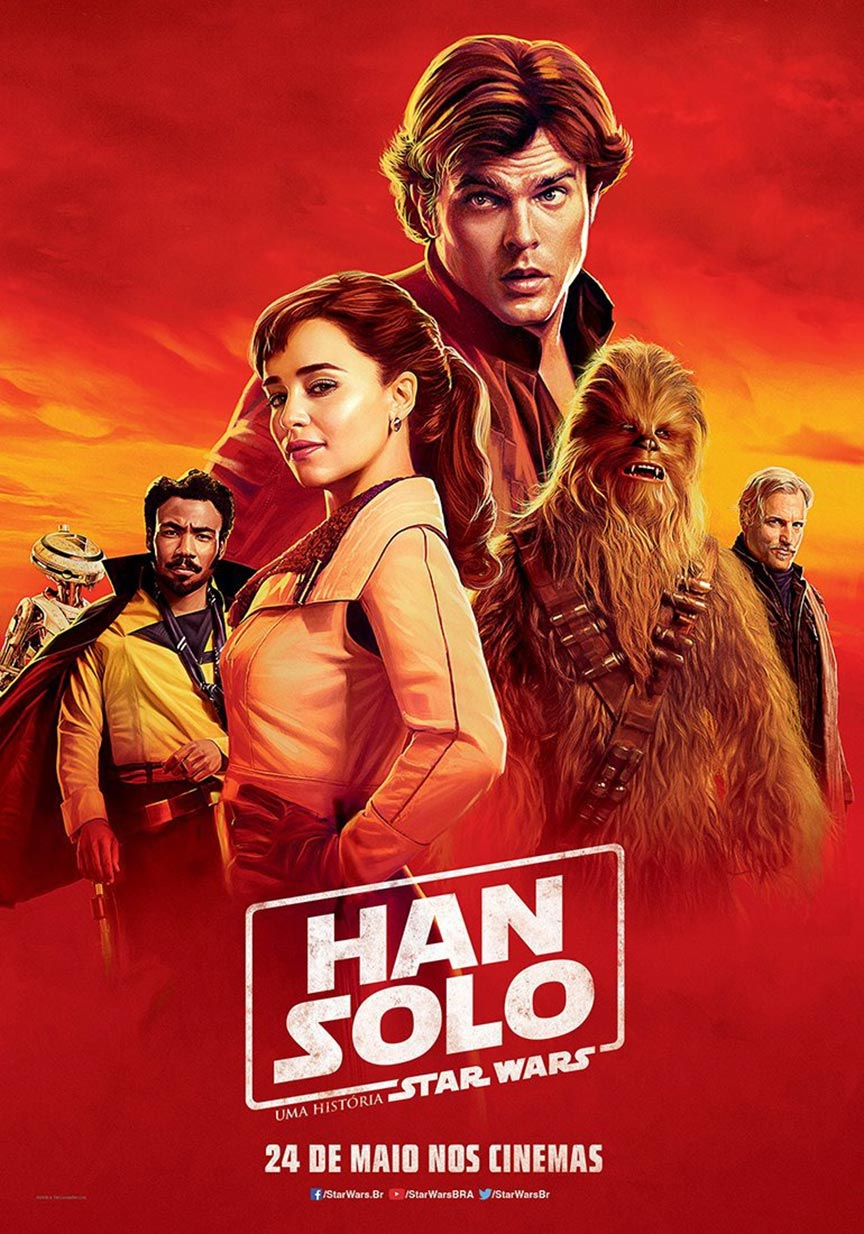 HAN
SOLO
UMA HISTÓRIA STAR WARS
24 DE MAIO NOS CINEMAS
/StarWars.Br /StarWarsBRA /StarWarsBr